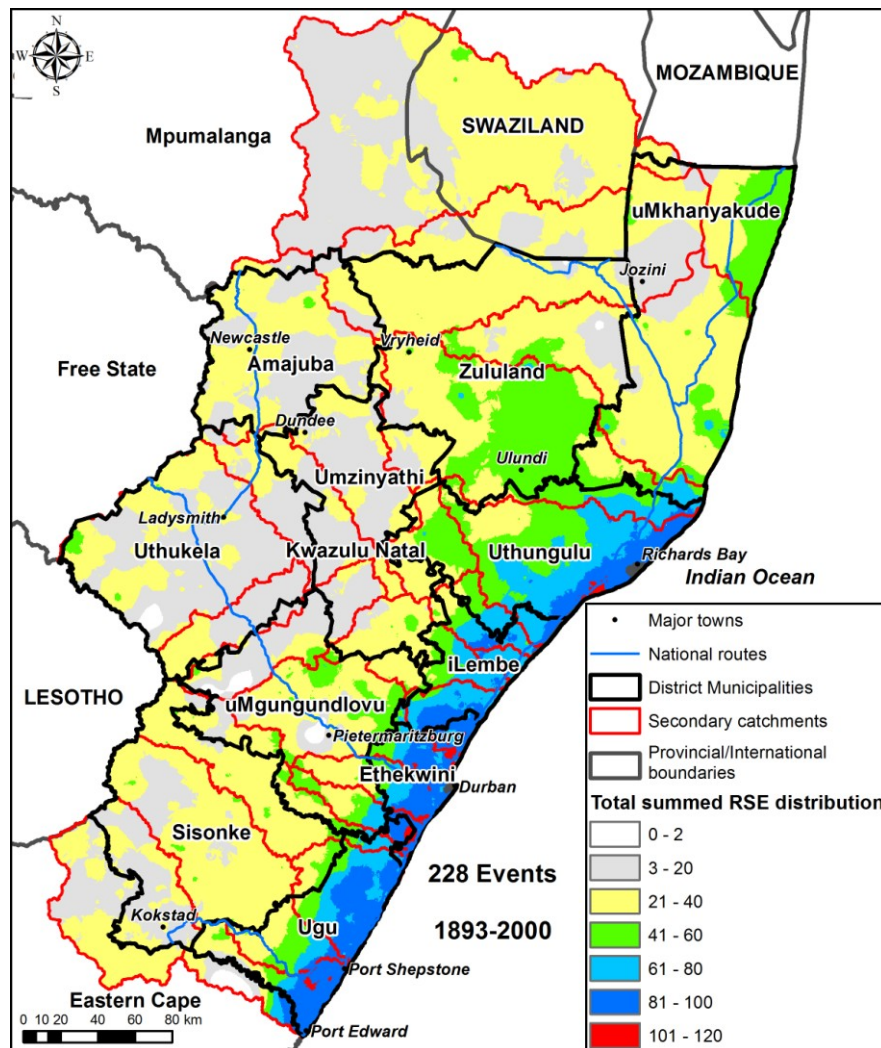 N
W E
S
MOZAMBIQUE
Mpumalanga
SWAZILAND
uMkhanyakude
Jozini
Newcastle
Vryheid
Free State
Amajuba
Zululand
Dundee
Ulundi
Umzinyathi
Ladysmith
Uthukela
Kwazulu Natal
Uthungulu
Richards Bay
Indian Ocean
iLembe
LESOTHO
uMgungundlovu
Pietermaritzburg
Ethekwini
Durban
Sisonke
228 Events
1893-2000
Kokstad
Ugu
Port Shepstone
Eastern Cape
Port Edward
0 10 20 40 60 80 km
Major towns
National routes
District Municipalities
Secondary catchments
Provincial/International
boundaries
Total summed RSE distribution
0 - 2
3 - 20
21 - 40
41 - 60
61 - 80
81 - 100
101 - 120